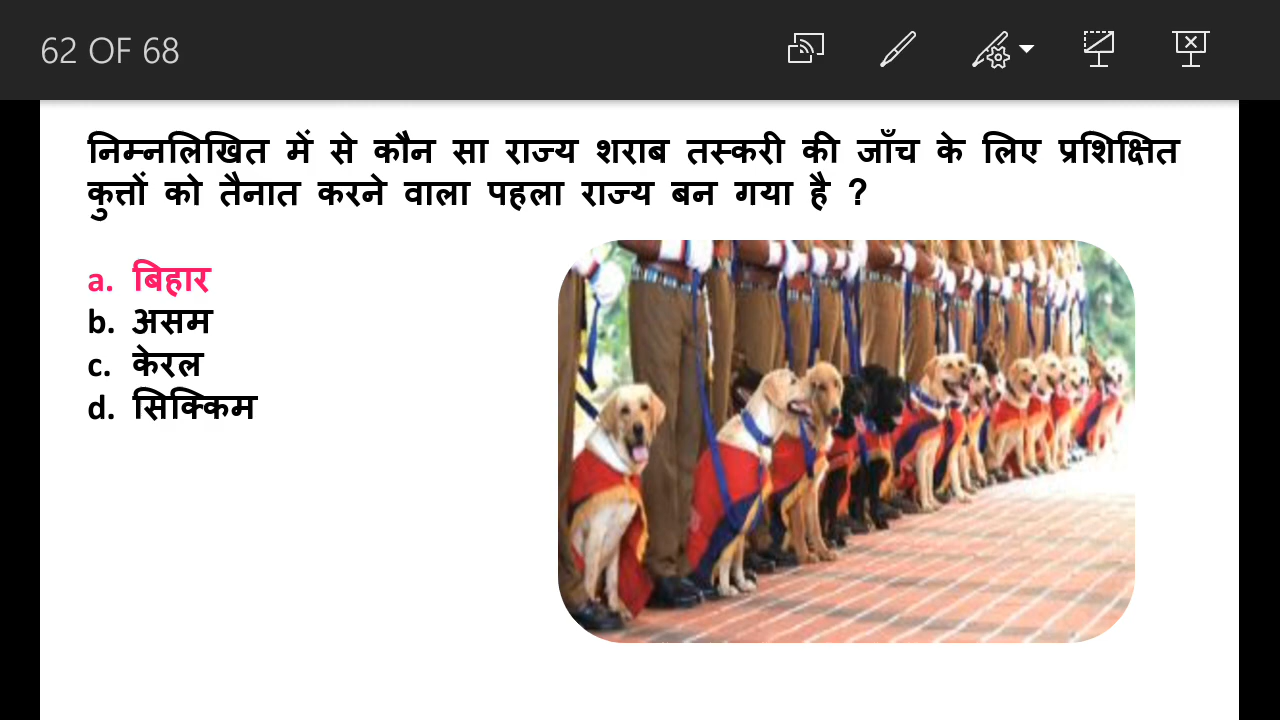 62 OF 68
निम्नलिखित में से कौन सा राज्य शराब तस्करी की जाँच के लिए प्रशिक्षित
कुत्तों को तैनात करने वाला पहला राज्य बन गया है ?
a. बिहार
b. असम
c. केरल
d. सिक्किम